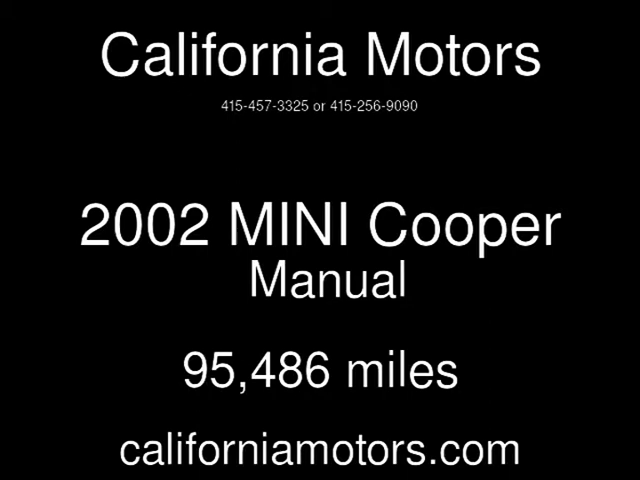 California Motors
415-457-3325 or 415-256-9090
2002 MINI Cooper
Manual
95,486 miles
californiamotors.com